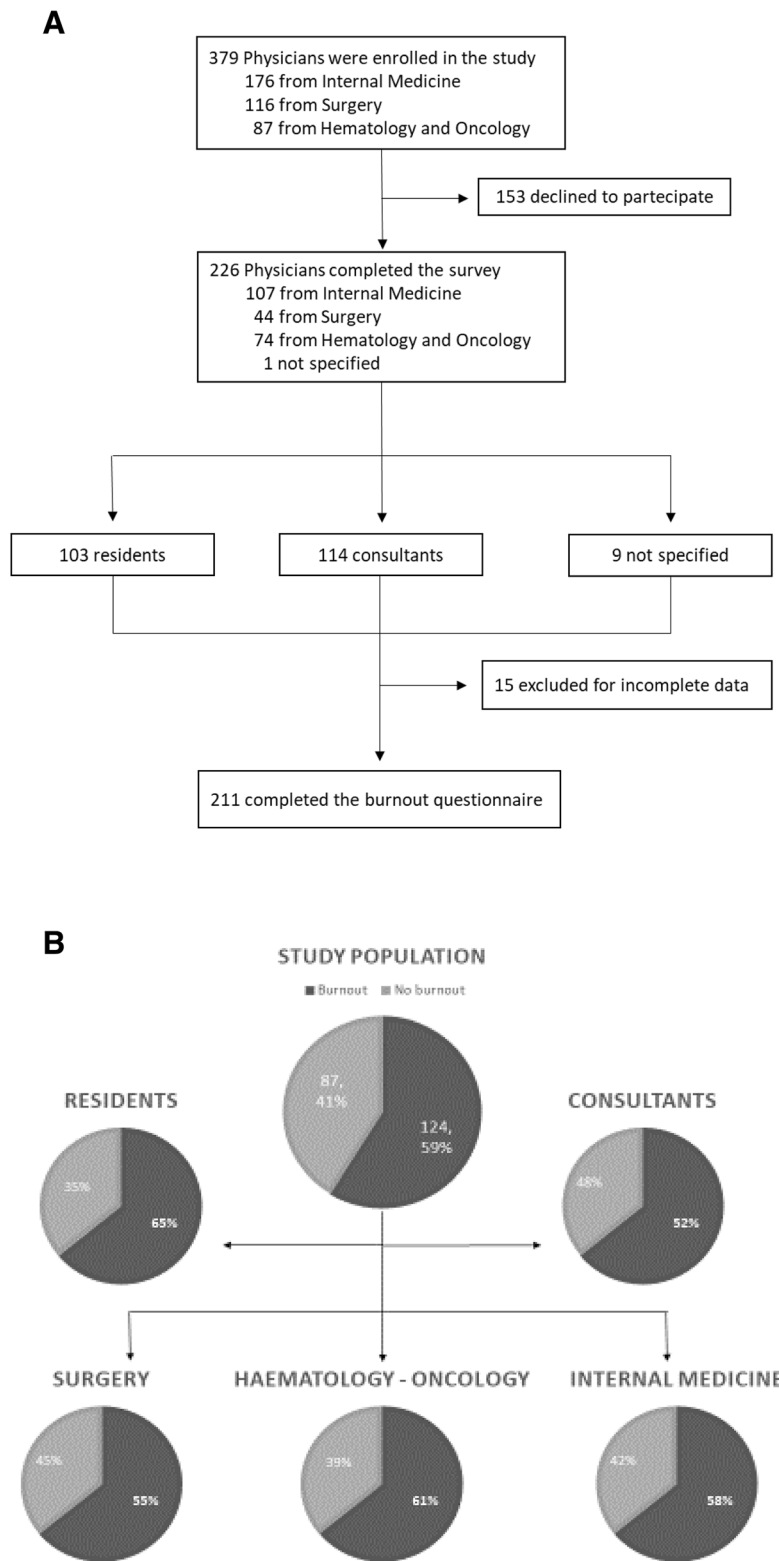 A
379 Physicians were enrolled in the study
176 from Internal Medicine
116 from Surgery
87 from Hematology and Oncology
153 declined to partecipate
226 Physicians completed the survey
107 from Internal Medicine
44 from Surgery
74 from Hematology and Oncology
1 not specified
103 residents
114 consultants
9 not specified
15 excluded for incomplete data
211 completed the burnout questionnaire
B
STUDY POPULATION
Burnout No burnout
87,
41%
124,
59%
RESIDENTS
35%
65%
CONSULTANTS
48%
52%
SURGERY
45%
55%
HAEMATOLOGY - ONCOLOGY
39%
61%
INTERNAL MEDICINE
42%
58%